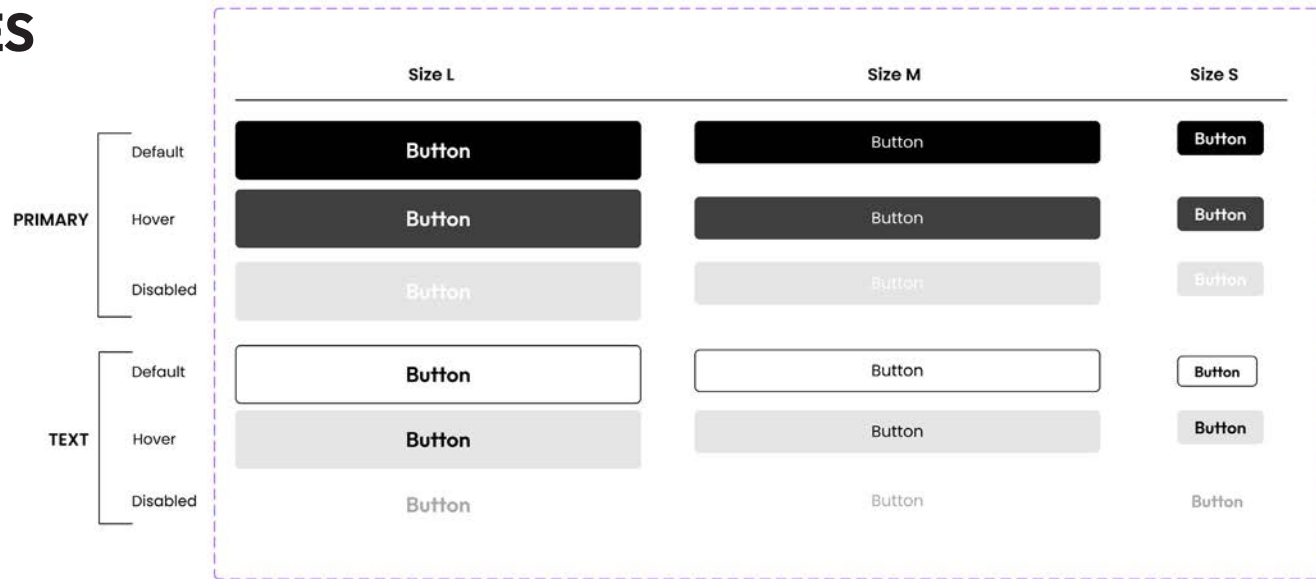 ES
Size L Size M Size S
PRIMARY
Default Button Button Button
Hover Button Button Button
Disabled Button Button Button
TEXT
Default Button Button Button
Hover Button Button Button
Disabled Button Button Button